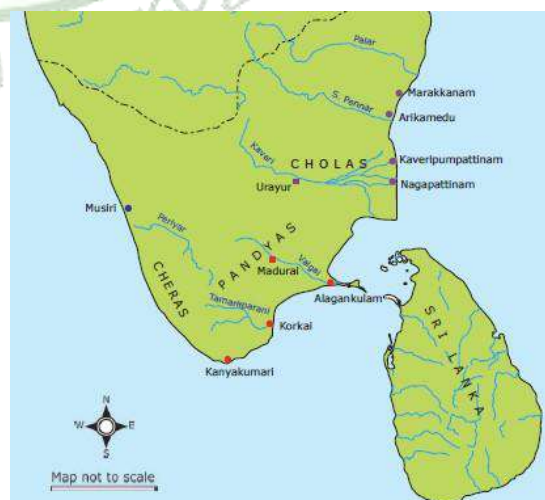 Palar
Marakkanam
S. Pennar
Arikamedu
Kaveri
CHOLAS
Kaveripumpattinam
Urayur
Nagapattinam
Musiri
Periyar
PANDYAS
Madurai
Vaigai
CHERAS
Tamaraparani
Alagankulam
Korkai
SRI LANKA
Kanyakumari
N
W
E
S
Map not to scale